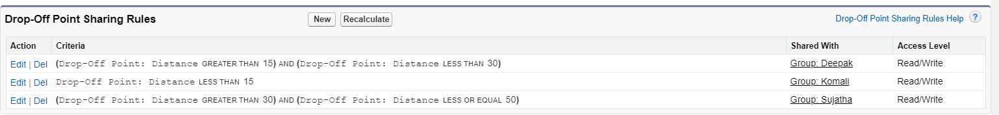 Drop-Off Point Sharing Rules New Recalculate Drop-Off Point Sharing Rules Help ?
Action Criteria Shared With Access Level
Edit | Del (Drop-Off Point: Distance GREATER THAN 15) AND (Drop-Off Point: Distance LESS THAN 30) Group: Deepak Read/Write
Edit | Del Drop-Off Point: Distance LESS THAN 15 Group: Komali Read/Write
Edit | Del (Drop-Off Point: Distance GREATER THAN 30) AND (Drop-Off Point: Distance LESS OR EQUAL 50) Group: Sujatha Read/Write